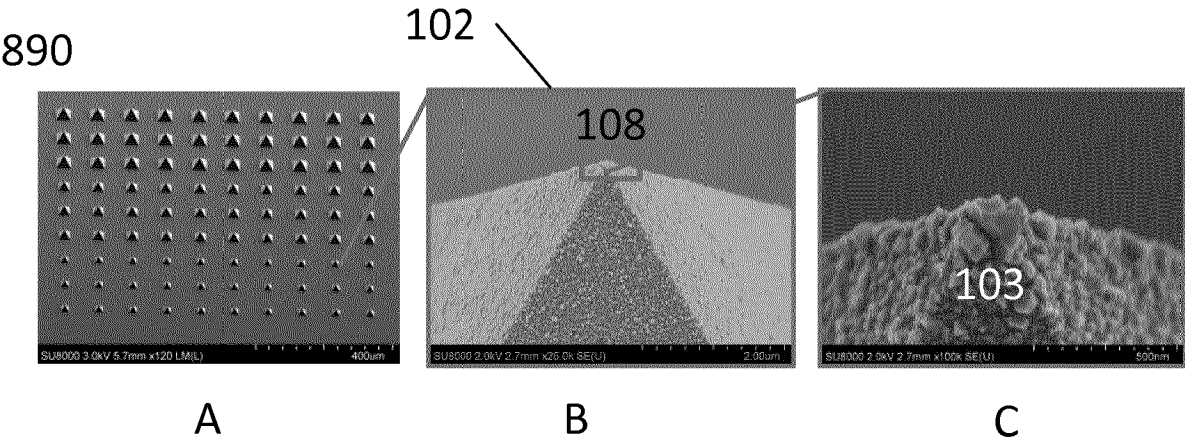 890
102
108
103
SU8000 3.0kV 5.7mm x120 LM(L) 400um
SU8000 2.0kV 2.7mm x25.0k SE(U) 2.00um
SU8000 2.0kV 2.7mm x100k SE(U) 500nm
A
B
C